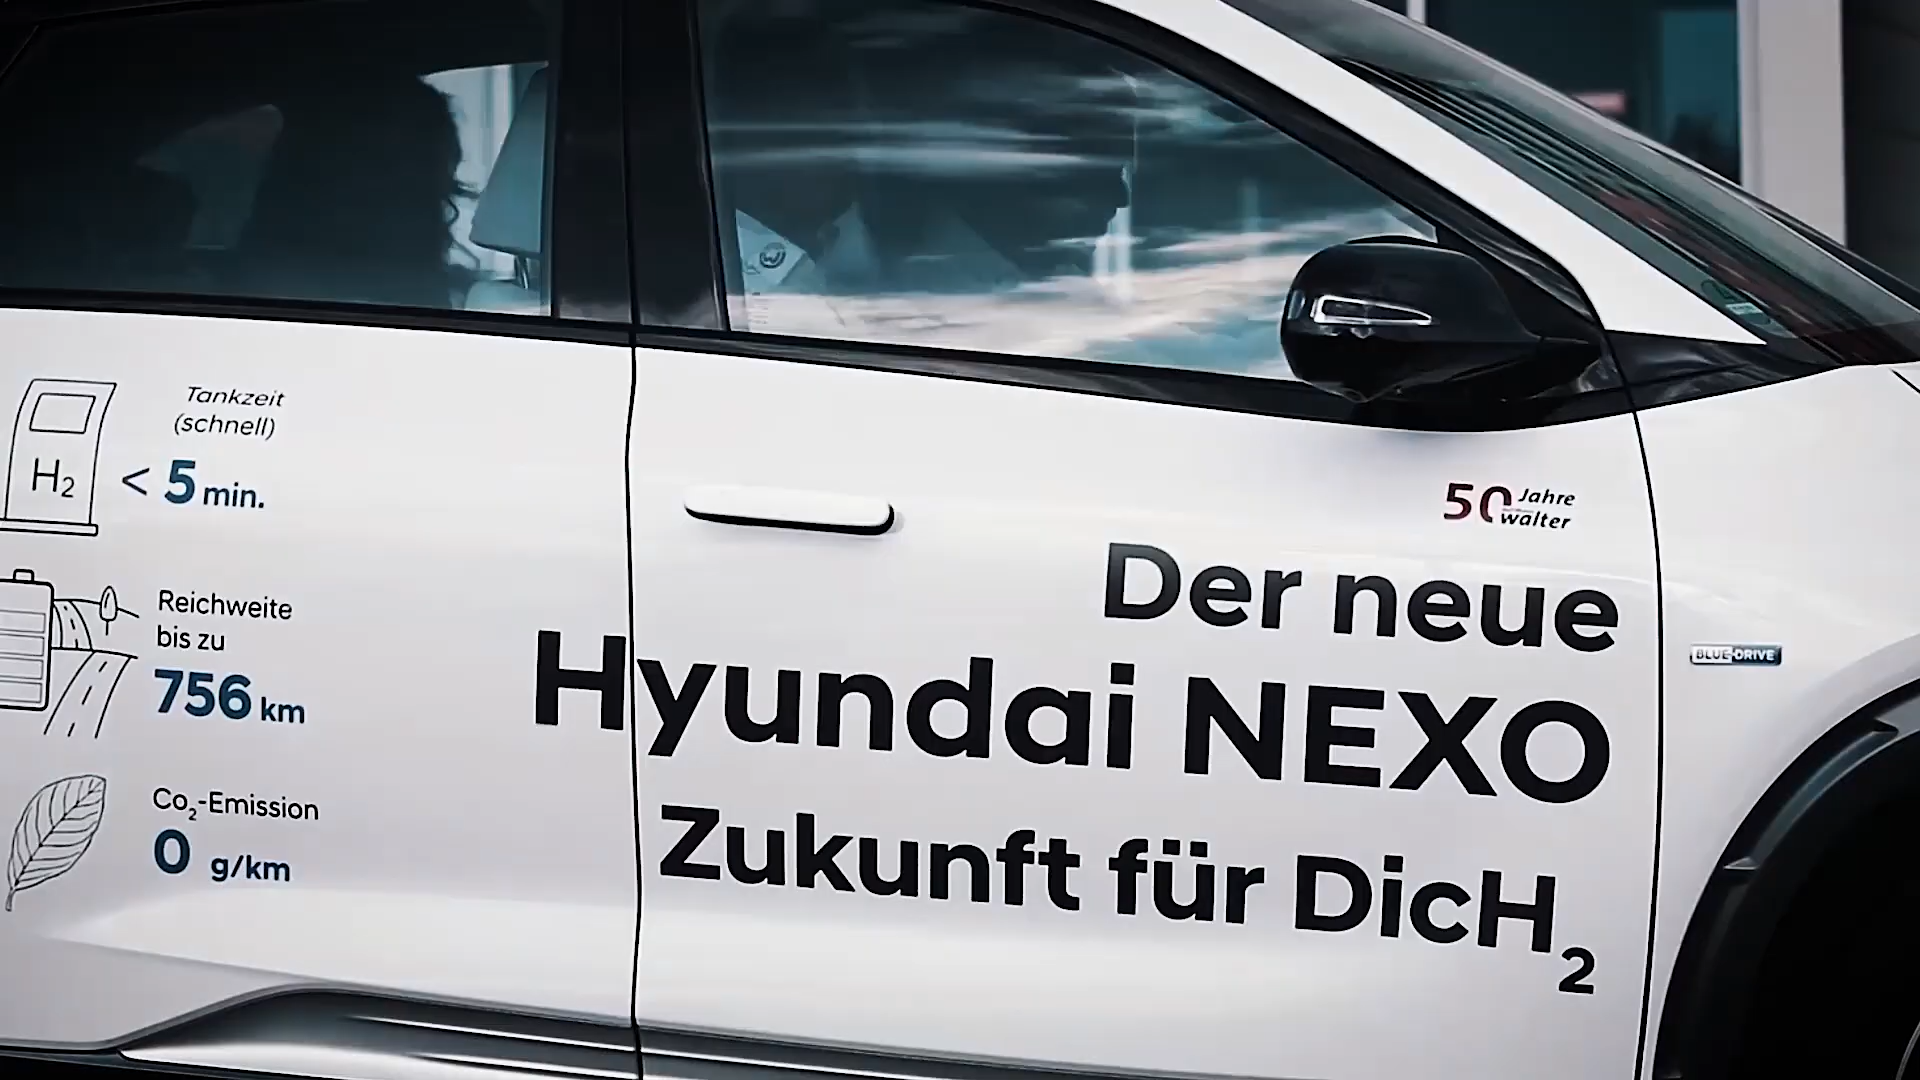 Tankzeit
(schnell)
H2
< 5 min.
Reichweite
bis zu
756 km
Co2-Emission
0 g/km
50 Jahre
walter
Der neue
Hyundai NEXO
Zukunft für DicH2
BLUE-DRIVE